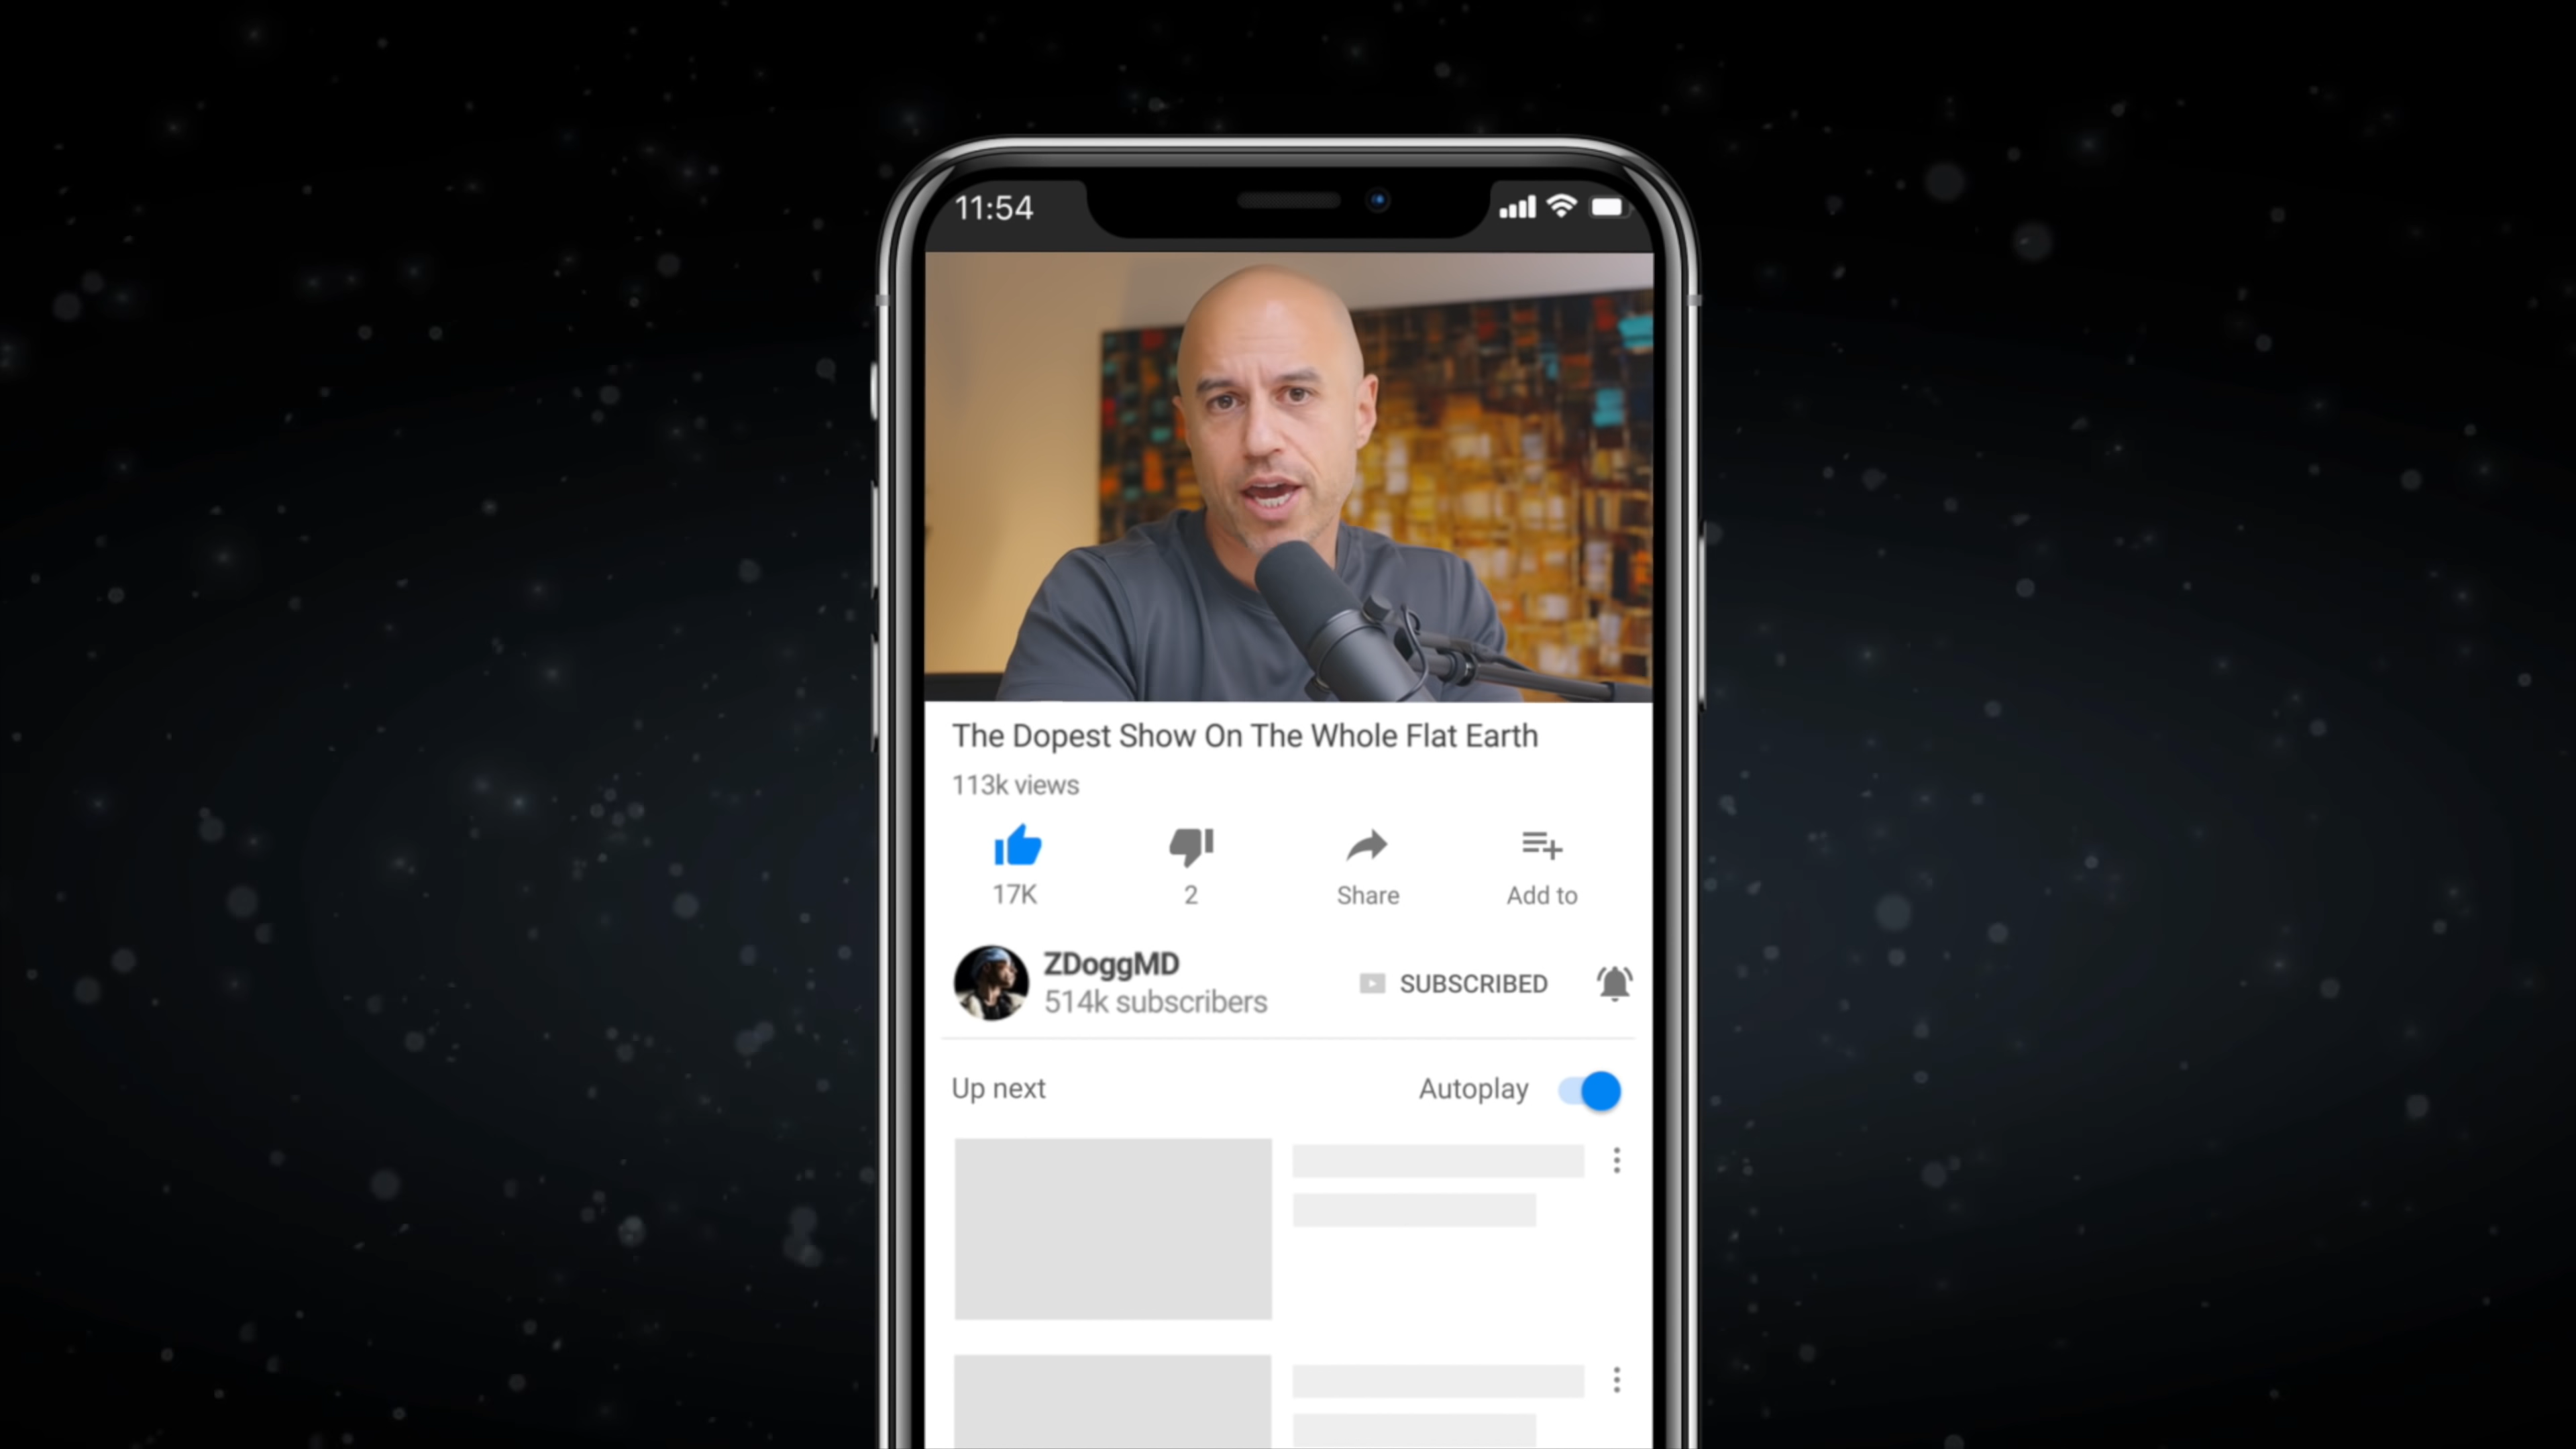 11:54
The Dopest Show On The Whole Flat Earth
113k views
17K
2
Share
Add to
ZDoggMD
514k subscribers
SUBSCRIBED
Up next
Autoplay